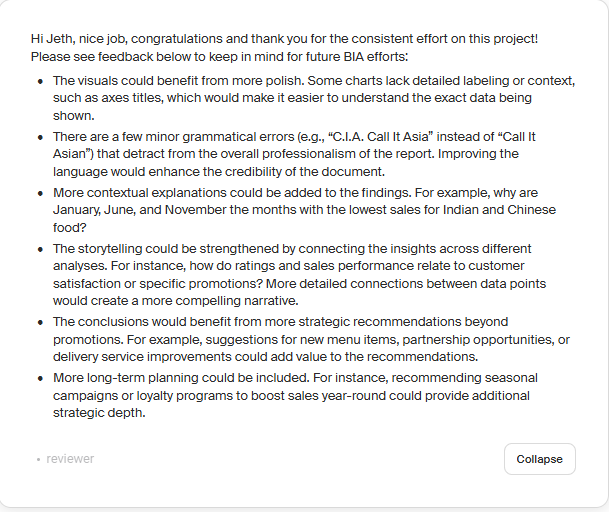 Hi Jeth, nice job, congratulations and thank you for the consistent effort on this project!
Please see feedback below to keep in mind for future BIA efforts:
• The visuals could benefit from more polish. Some charts lack detailed labeling or context,
such as axes titles, which would make it easier to understand the exact data being
shown.
• There are a few minor grammatical errors (e.g., “C.I.A. Call It Asia” instead of “Call It
Asian”) that detract from the overall professionalism of the report. Improving the
language would enhance the credibility of the document.
• More contextual explanations could be added to the findings. For example, why are
January, June, and November the months with the lowest sales for Indian and Chinese
food?
• The storytelling could be strengthened by connecting the insights across different
analyses. For instance, how do ratings and sales performance relate to customer
satisfaction or specific promotions? More detailed connections between data points
would create a more compelling narrative.
• The conclusions would benefit from more strategic recommendations beyond
promotions. For example, suggestions for new menu items, partnership opportunities, or
delivery service improvements could add value to the recommendations.
• More long-term planning could be included. For instance, recommending seasonal
campaigns or loyalty programs to boost sales year-round could provide additional
strategic depth.
• reviewer
Collapse